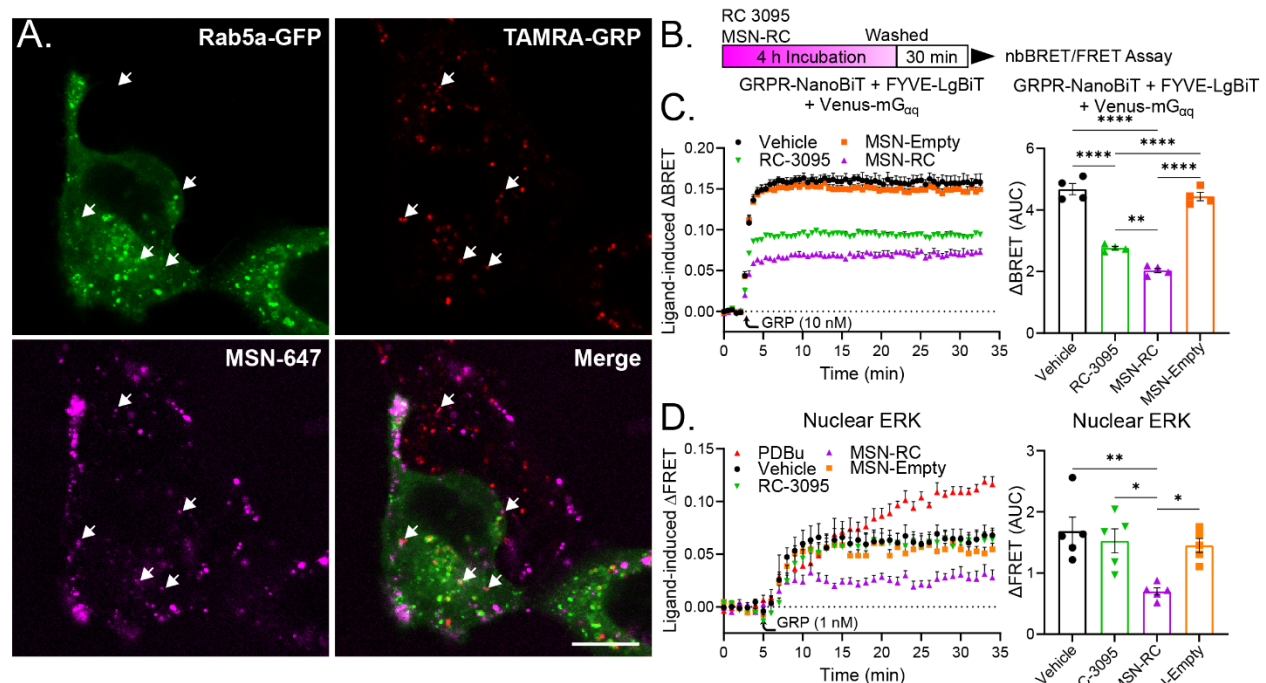 A.
Rab5a-GFP
TAMRA-GRP
MSN-647
Merge
B.
RC 3095
MSN-RC
Washed
4 h Incubation
30 min
nbBRET/FRET Assay
C.
GRPR-NanoBiT + FYVE-LgBiT
+ Venus-mGαq
Vehicle
MSN-Empty
RC-3095
MSN-RC
Ligand-induced ΔBRET
0.20
0.15
0.10
0.05
0.00
GRP (10 nM)
0 5 10 15 20 25 30 35
Time (min)
GRPR-NanoBiT + FYVE-LgBiT
+ Venus-mGαq
****
**** ****
****
**
ΔBRET (AUC)
6
4
2
0
Vehicle
RC-3095
MSN-RC
MSN-Empty
D.
Nuclear ERK
PDBu
MSN-RC
Vehicle
MSN-Empty
RC-3095
Ligand-induced ΔFRET
0.15
0.10
0.05
0.00
GRP (1 nM)
0 5 10 15 20 25 30 35
Time (min)
Nuclear ERK
**
*
*
ΔFRET (AUC)
3
2
1
0
Vehicle